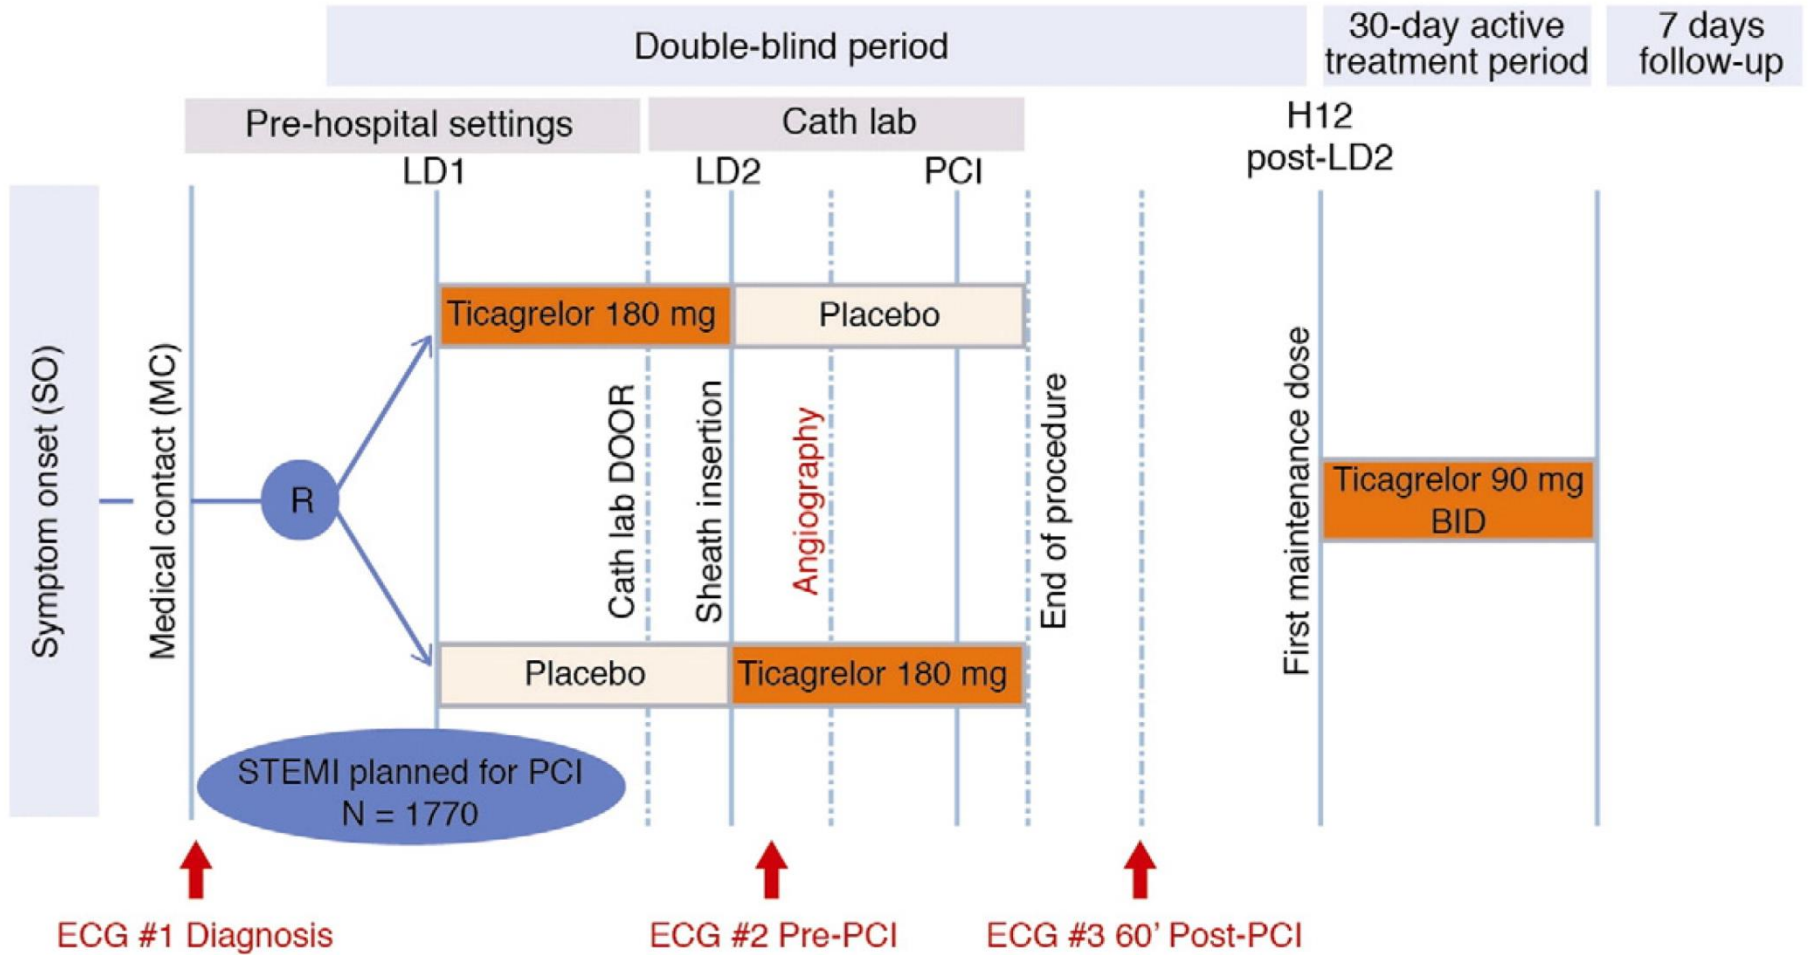 Double-blind period
30-day active
treatment period
7 days
follow-up
Pre-hospital settings
Cath lab
H12
post-LD2
LD1
LD2
PCI
Symptom onset (SO)
Medical contact (MC)
R
Ticagrelor 180 mg
Placebo
Cath lab DOOR
Sheath insertion
Angiography
End of procedure
First maintenance dose
Ticagrelor 90 mg
BID
Placebo
Ticagrelor 180 mg
STEMI planned for PCI
N = 1770
ECG #1 Diagnosis
ECG #2 Pre-PCI
ECG #3 60’ Post-PCI